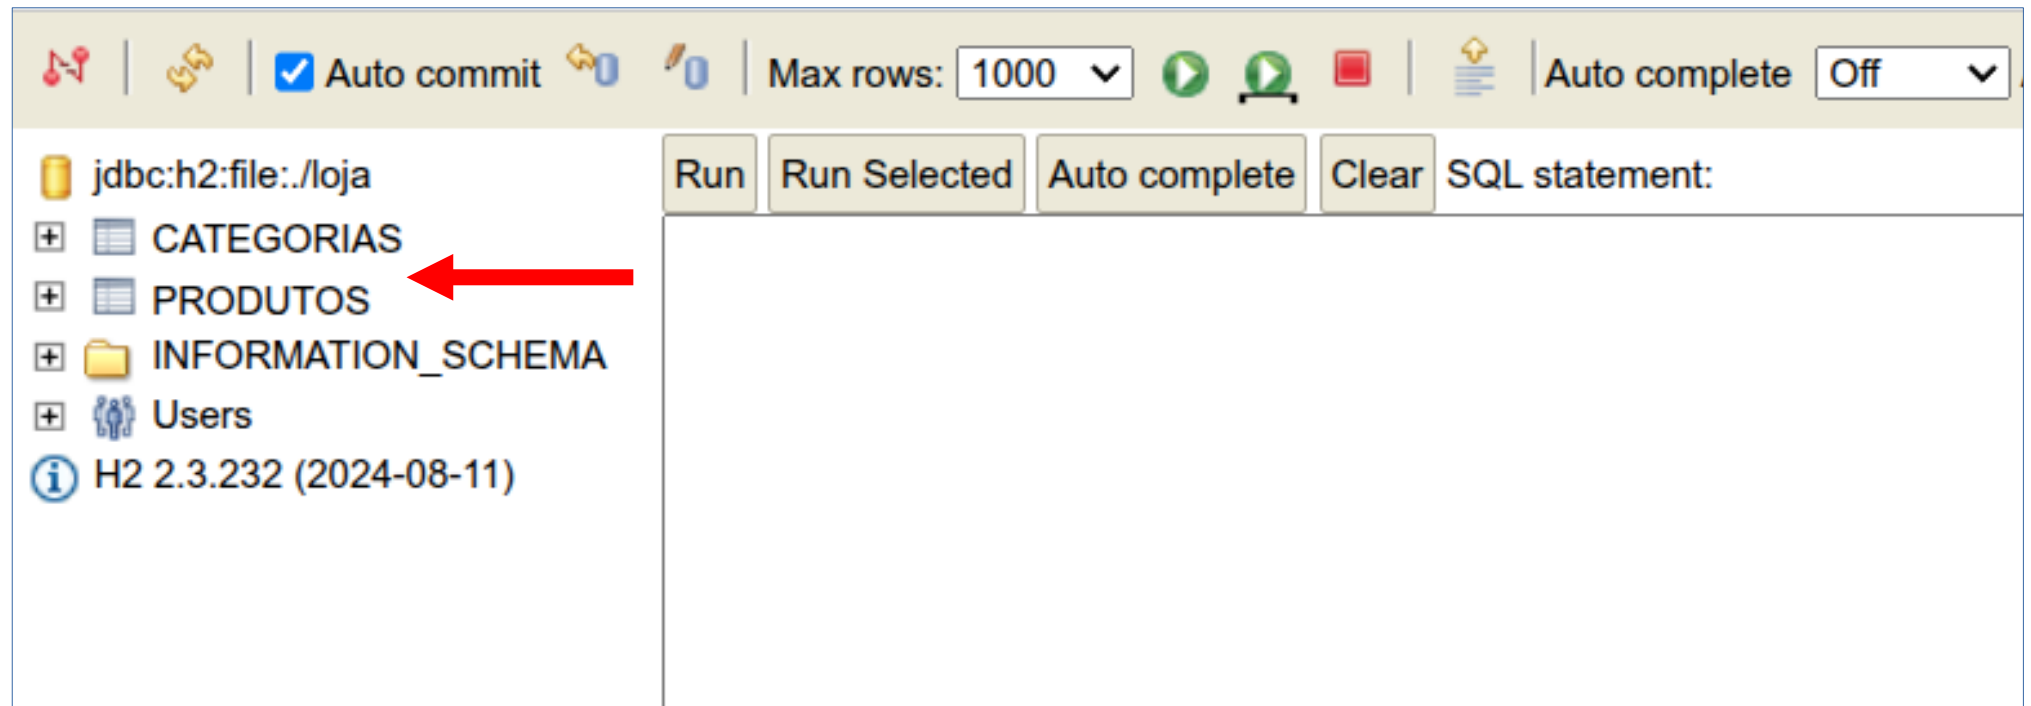 Auto commit Max rows: 1000 Auto complete Off
jdbc:h2:file:./loja
CATEGORIAS
PRODUTOS
INFORMATION_SCHEMA
Users
H2 2.3.232 (2024-08-11)
Run Run Selected Auto complete Clear SQL statement: